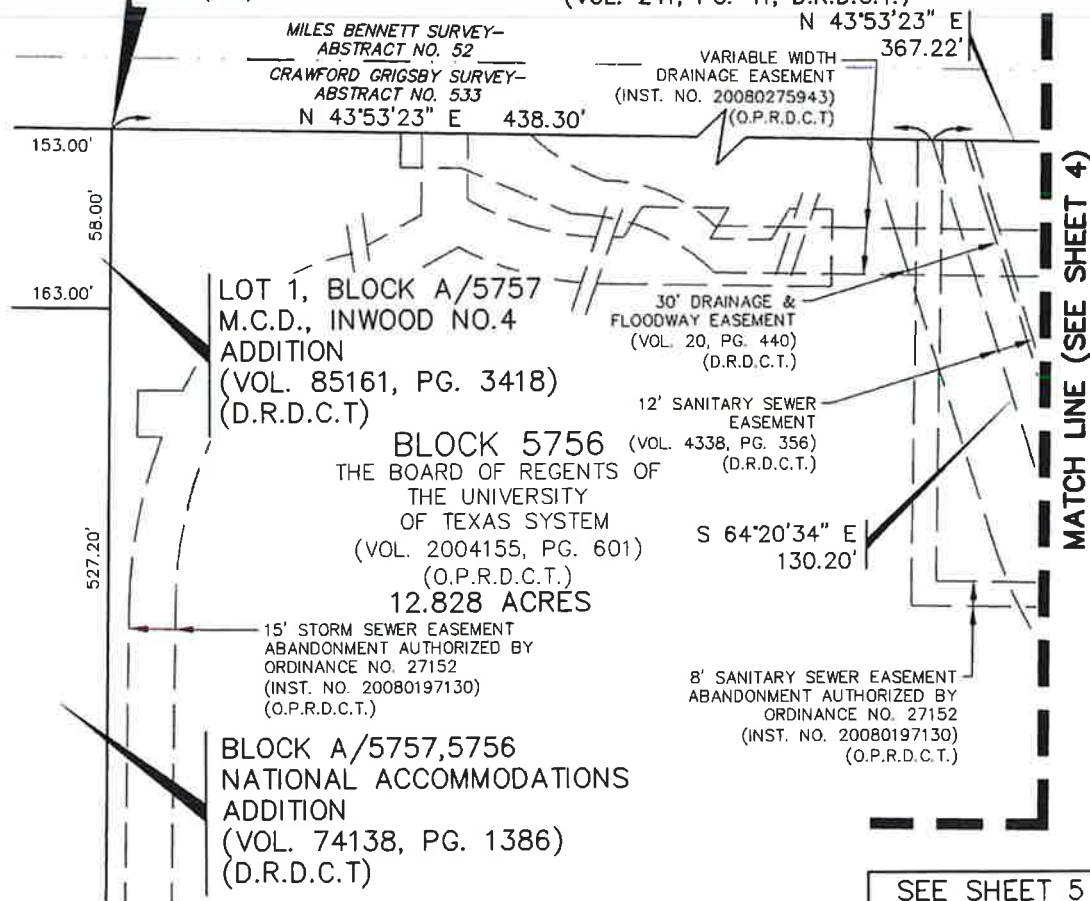 N 43°53'23" E
367.22'
MILES BENNETT SURVEY-
ABSTRACT NO. 52
CRAWFORD GRIGSBY SURVEY-
ABSTRACT NO. 533
N 43°53'23" E 438.30'
VARIABLE WIDTH
DRAINAGE EASEMENT
(INST. NO. 20080275943)
(O.P.R.D.C.T)
153.00'
58.00'
163.00'
527.20'
LOT 1, BLOCK A/5757
M.C.D., INWOOD NO.4
ADDITION
(VOL. 85161, PG. 3418)
(D.R.D.C.T)
30' DRAINAGE &
FLOODWAY EASEMENT
(VOL. 20, PG. 440)
(D.R.D.C.T.)
12' SANITARY SEWER
EASEMENT
(VOL. 4338, PG. 356)
(D.R.D.C.T.)
BLOCK 5756
THE BOARD OF REGENTS OF
THE UNIVERSITY
OF TEXAS SYSTEM
(VOL. 2004155, PG. 601)
(O.P.R.D.C.T.)
12.828 ACRES
S 64°20'34" E
130.20'
15' STORM SEWER EASEMENT
ABANDONMENT AUTHORIZED BY
ORDINANCE NO. 27152
(INST. NO. 20080197130)
(O.P.R.D.C.T.)
8' SANITARY SEWER EASEMENT
ABANDONMENT AUTHORIZED BY
ORDINANCE NO. 27152
(INST. NO. 20080197130)
(O.P.R.D.C.T.)
BLOCK A/5757,5756
NATIONAL ACCOMMODATIONS
ADDITION
(VOL. 74138, PG. 1386)
(D.R.D.C.T)
MATCH LINE (SEE SHEET 4)
SEE SHEET 5